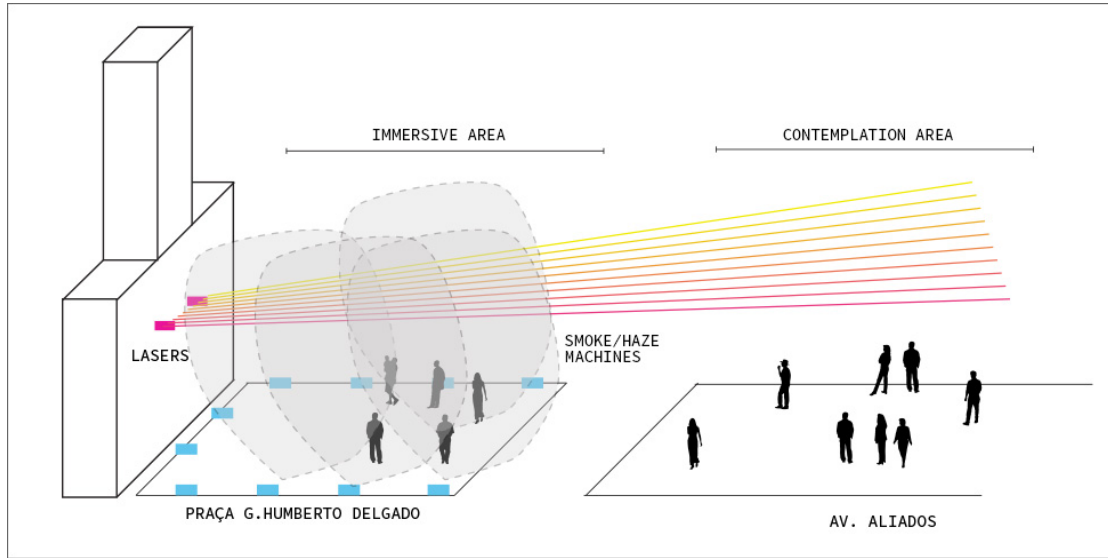 IMMERSIVE AREA
CONTEMPLATION AREA
LASERS
SMOKE/HAZE
MACHINES
PRAÇA G.HUMBERTO DELGADO
AV. ALIADOS